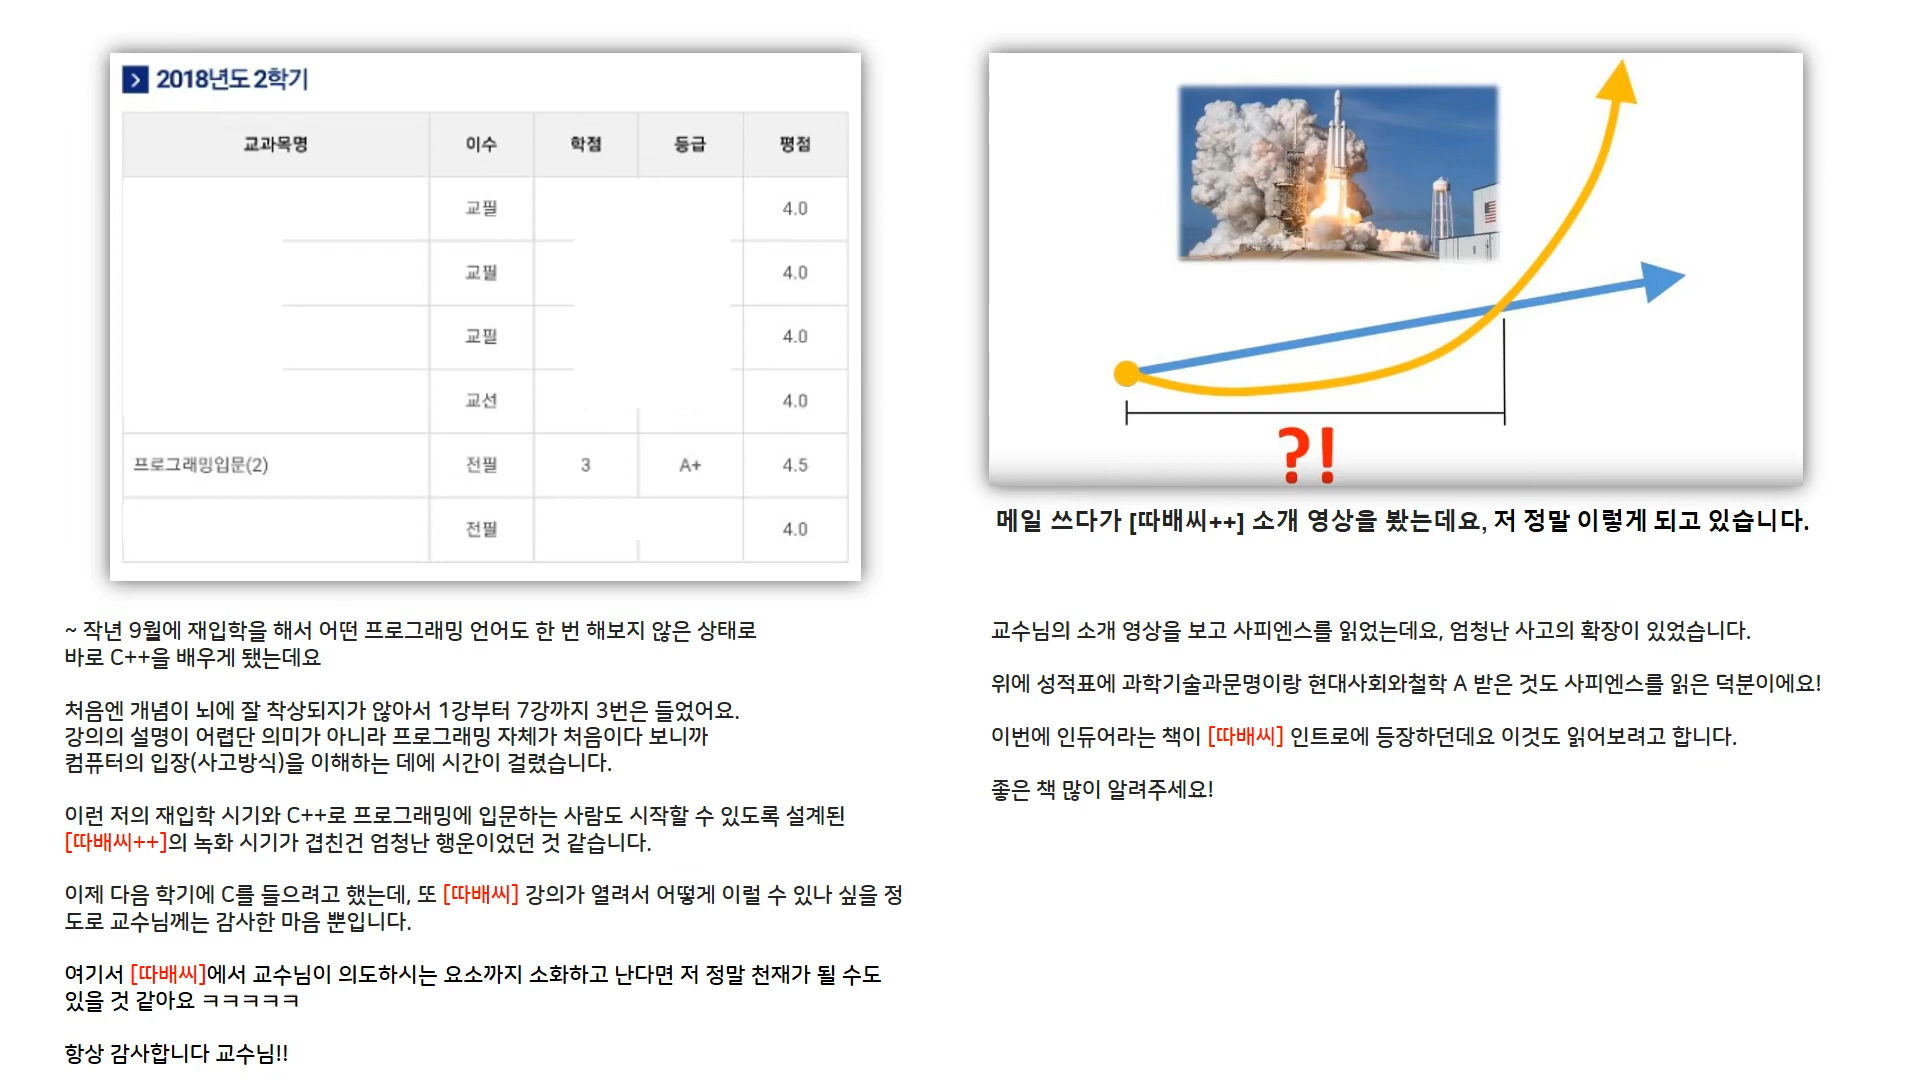 2018년도 2학기
교과목명 이수 학점 등급 평점
교필 4.0
교필 4.0
교필 4.0
교선 4.0
프로그래밍입문(2) 전필 3 A+ 4.5
전필 4.0
~ 작년 9월에 재입학을 해서 어떤 프로그래밍 언어도 한 번 해보지 않은 상태로
바로 C++을 배우게 됐는데요
처음엔 개념이 뇌에 잘 착상되지가 않아서 1강부터 7강까지 3번은 들었어요.
강의의 설명이 어렵단 의미가 아니라 프로그래밍 자체가 처음이다 보니까
컴퓨터의 입장(사고방식)을 이해하는 데에 시간이 걸렸습니다.
이런 저의 재입학 시기와 C++로 프로그래밍에 입문하는 사람도 시작할 수 있도록 설계된
[따배씨++]의 녹화 시기가 겹친건 엄청난 행운이었던 것 같습니다.
이제 다음 학기에 C를 들으려고 했는데, 또 [따배씨] 강의가 열려서 어떻게 이럴 수 있나 싶을 정
도로 교수님께는 감사한 마음 뿐입니다.
여기서 [따배씨]에서 교수님이 의도하시는 요소까지 소화하고 난다면 저 정말 천재가 될 수도
있을 것 같아요 ㅋㅋㅋㅋㅋ
항상 감사합니다 교수님!!
?!
메일 쓰다가 [따배씨++] 소개 영상을 봤는데요, 저 정말 이렇게 되고 있습니다.
교수님의 소개 영상을 보고 사피엔스를 읽었는데요, 엄청난 사고의 확장이 있었습니다.
위에 성적표에 과학기술과문명이랑 현대사회와철학 A 받은 것도 사피엔스를 읽은 덕분이에요!
이번에 인듀어라는 책이 [따배씨] 인트로에 등장하던데요 이것도 읽어보려고 합니다.
좋은 책 많이 알려주세요!